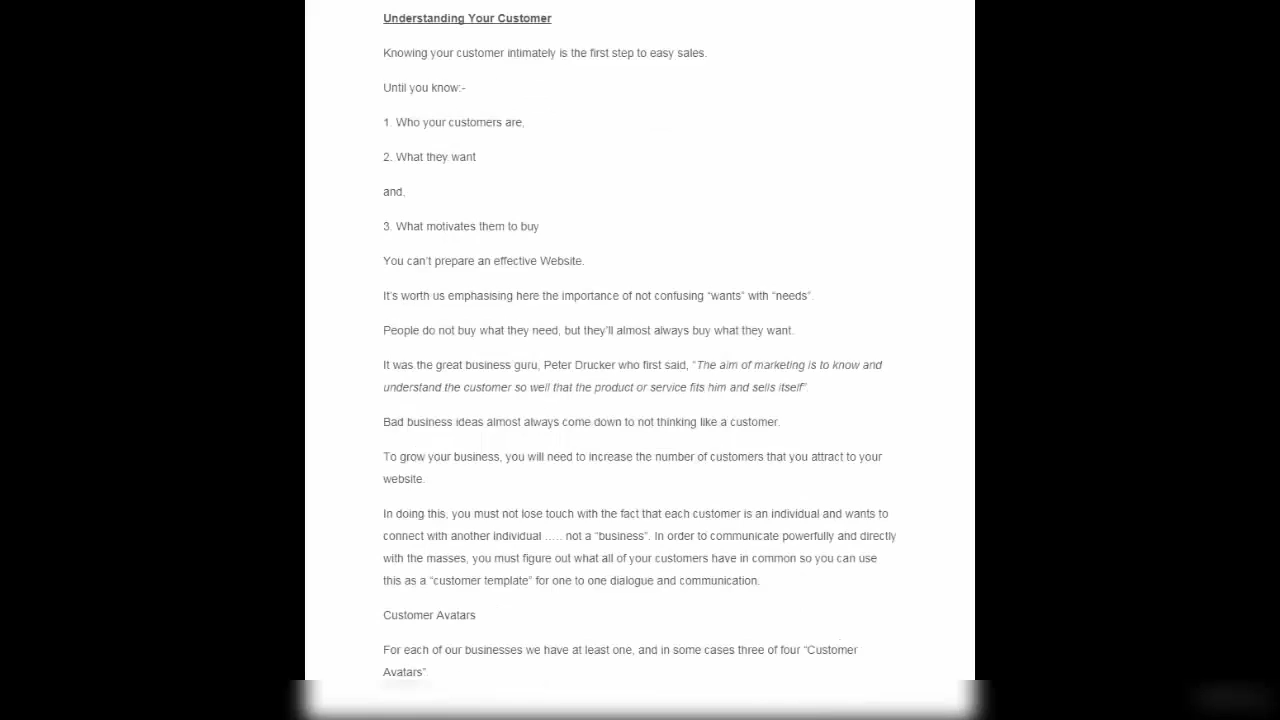 Understanding Your Customer
Knowing your customer intimately is the first step to easy sales.
Until you know:-
1. Who your customers are,
2. What they want
and,
3. What motivates them to buy
You can't prepare an effective Website.
It's worth us emphasising here the importance of not confusing “wants” with “needs”.
People do not buy what they need, but they'll almost always buy what they want.
It was the great business guru, Peter Drucker who first said, “The aim of marketing is to know and
understand the customer so well that the product or service fits him and sells itself”.
Bad business ideas almost always come down to not thinking like a customer.
To grow your business, you will need to increase the number of customers that you attract to your
website.
In doing this, you must not lose touch with the fact that each customer is an individual and wants to
connect with another individual ….. not a “business”. In order to communicate powerfully and directly
with the masses, you must figure out what all of your customers have in common so you can use
this as a “customer template” for one to one dialogue and communication.
Customer Avatars
For each of our businesses we have at least one, and in some cases three of four “Customer
Avatars”.